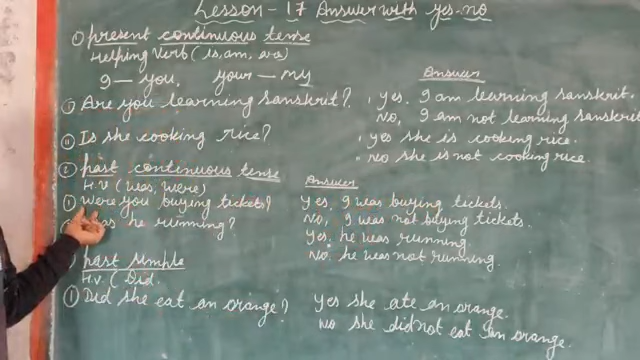 Lesson - 17 Answer with yes-no
① present continuous tense
Helping Verb (is, am, are)
I — you, your — my
Answer
① Are you learning Sanskrit? , yes, I am learning Sanskrit.
No, I am not learning Sanskrit
⑪ Is she cooking rice? , yes she is cooking rice.
, no she is not cooking rice.
② past continuous tense
H.V (was, were) Answer
① Were you buying tickets? Yes, I was buying tickets.
No, I was not buying tickets.
he running? Yes, he was running.
No, he was not running.
past simple
H.V. ( Did.
① Did she eat an orange? Yes she ate an orange.
No she did not eat an orange.